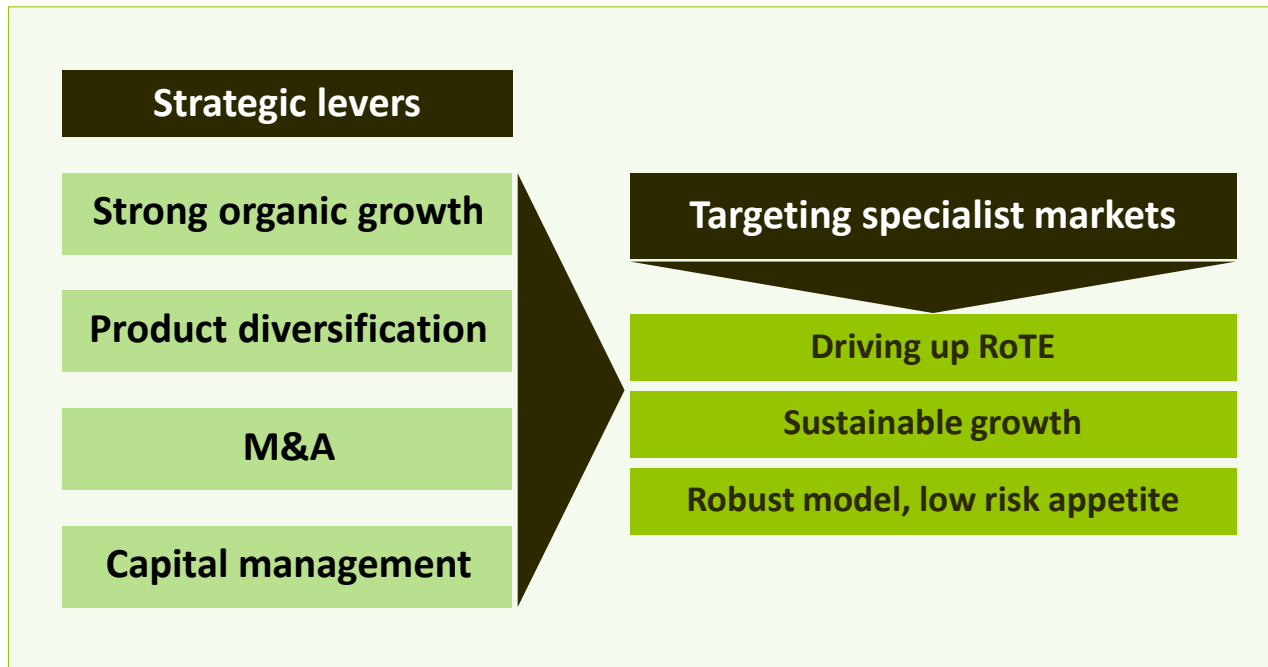 Strategic levers
Strong organic growth
Product diversification
M&A
Capital management
Targeting specialist markets
Driving up RoTE
Sustainable growth
Robust model, low risk appetite